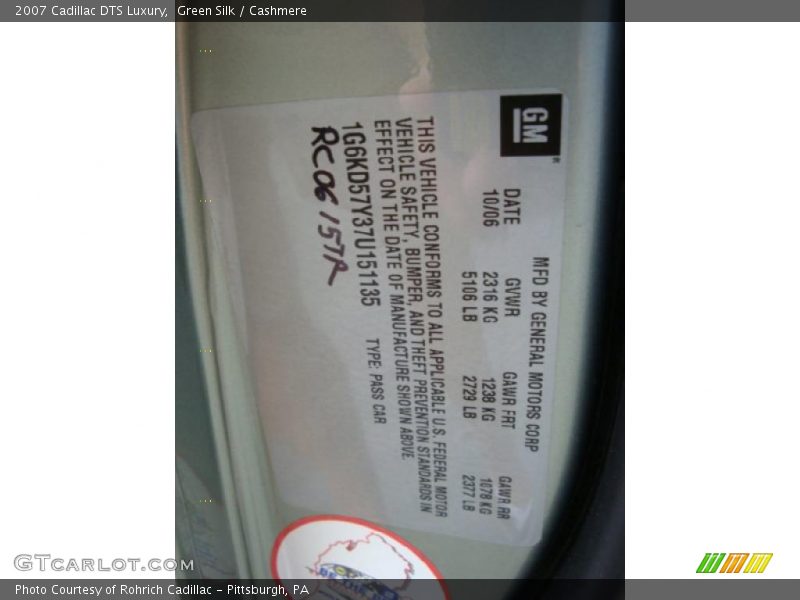 2007 Cadillac DTS Luxury, Green Silk / Cashmere
GM
MFD BY GENERAL MOTORS CORP
DATE GVWR GAWR FRT GAWR RR
10/06 2316 KG 1238 KG 1078 KG
5106 LB 2729 LB 2377 LB
THIS VEHICLE CONFORMS TO ALL APPLICABLE U.S. FEDERAL MOTOR
VEHICLE SAFETY, BUMPER, AND THEFT PREVENTION STANDARDS IN
EFFECT ON THE DATE OF MANUFACTURE SHOWN ABOVE.
1G6KD57Y37U151135 TYPE: PASS CAR
RC06157A
GTCarLot.com
Photo Courtesy of Rohrich Cadillac - Pittsburgh, PA